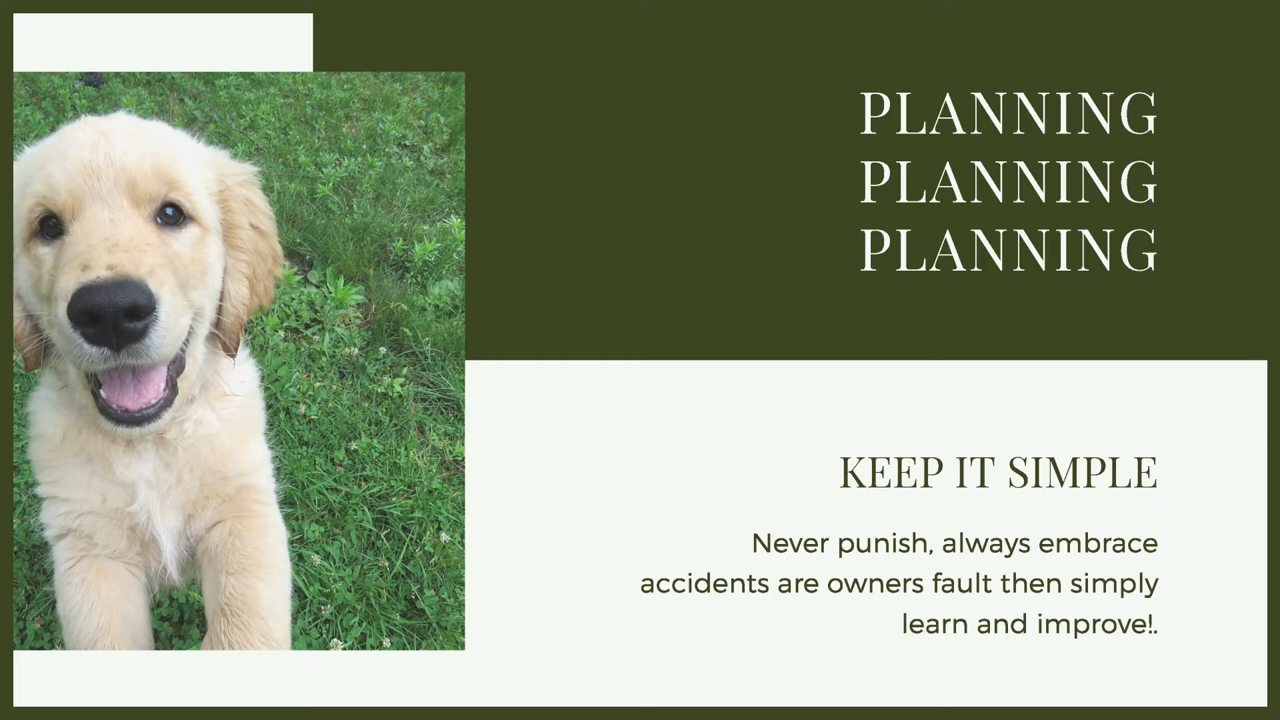 PLANNING
PLANNING
PLANNING
KEEP IT SIMPLE
Never punish, always embrace
accidents are owners fault then simply
learn and improve!.